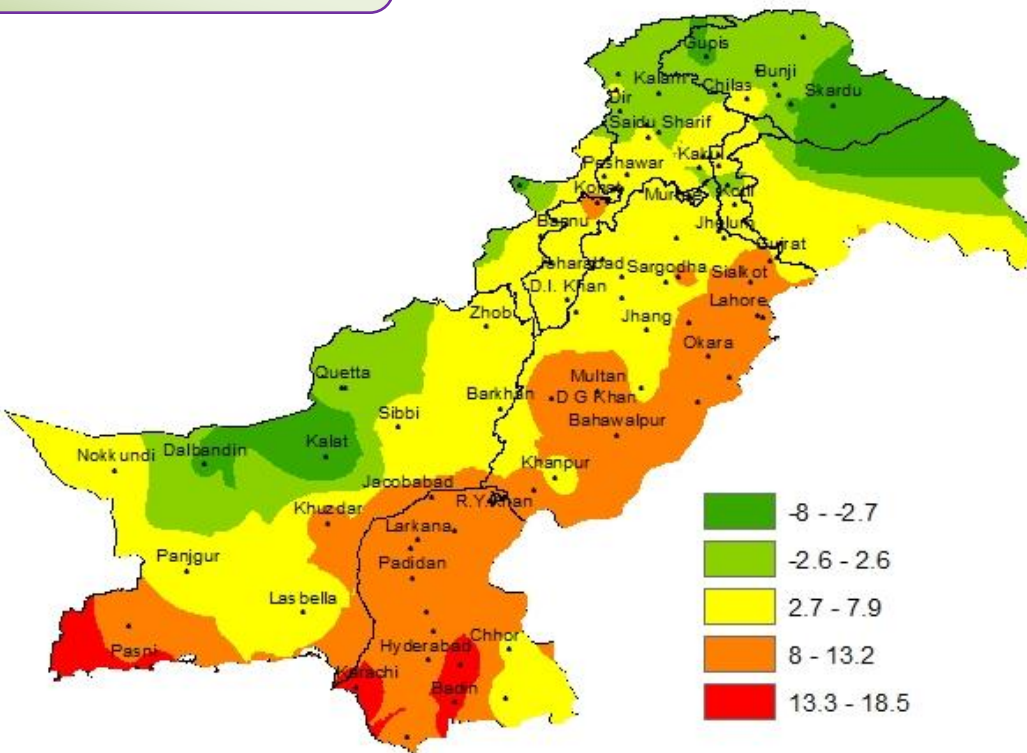 Gupis
Kalam
Chilas
Bunji
Skardu
Dir
Saidu Sharif
Peshawar
Kakul
Kohat
Kotli
Bannu
Jhelum
Gujrat
Sargodha
Sialkot
D.I. Khan
Lahore
Zhob
Jhang
Okara
Quetta
Multan
Barkhan
D G Khan
Sibbi
Bahawalpur
Nokkundi
Dalbandin
Kalat
Khanpur
Jacobabad
R.Y.Khan
Khuzdar
Larkana
Panjgur
Padidan
Lasbella
Pasni
Hyderabad
Chhor
Karachi
Badin
-8 - -2.7
-2.6 - 2.6
2.7 - 7.9
8 - 13.2
13.3 - 18.5